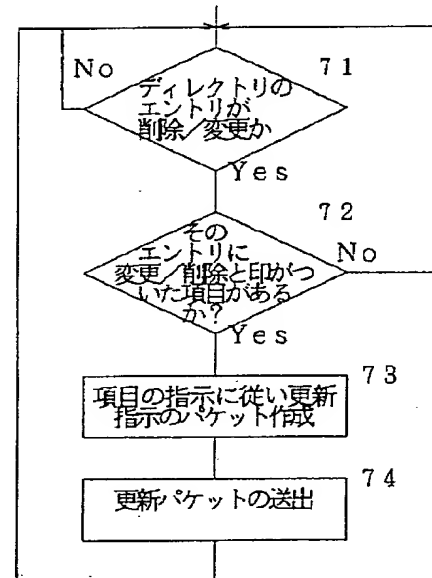 No
71
ディレクトリの
エントリが
削除／変更か
Yes
72
その
エントリに
変更／削除と印がつ
いた項目がある
か？
No
Yes
73
項目の指示に従い更新
指示のパケット作成
74
更新パケットの送出